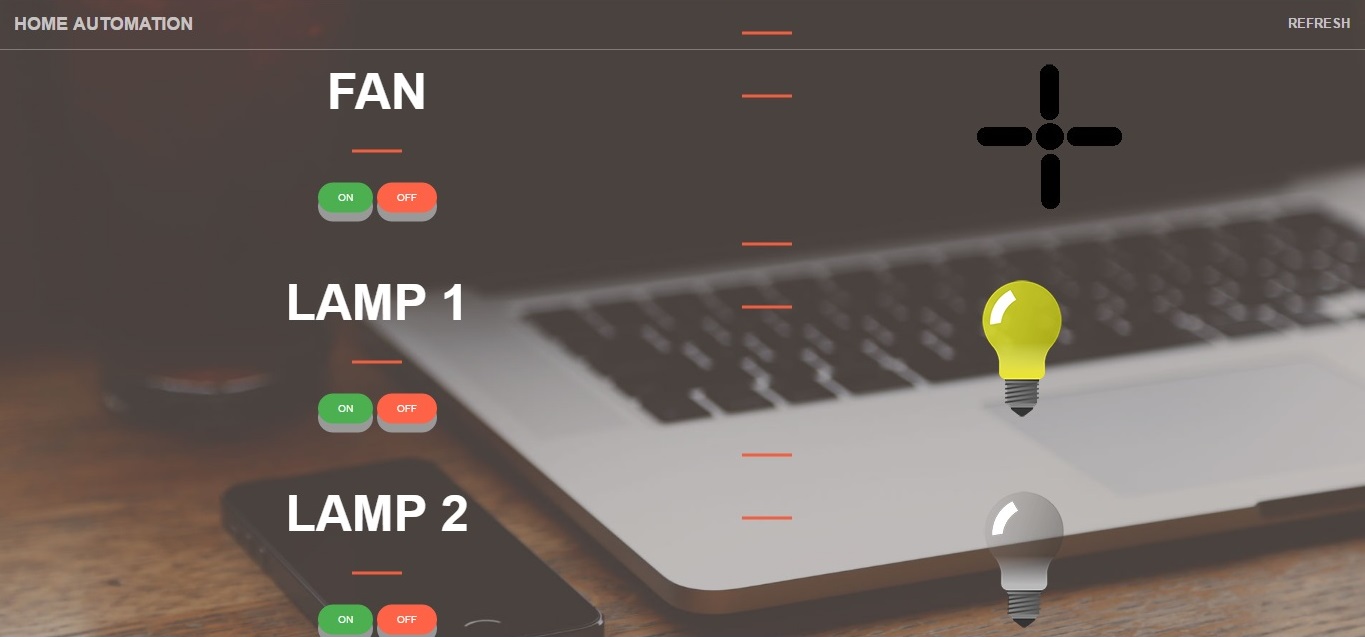 HOME AUTOMATION
REFRESH
FAN
ON OFF
LAMP 1
ON OFF
LAMP 2
ON OFF